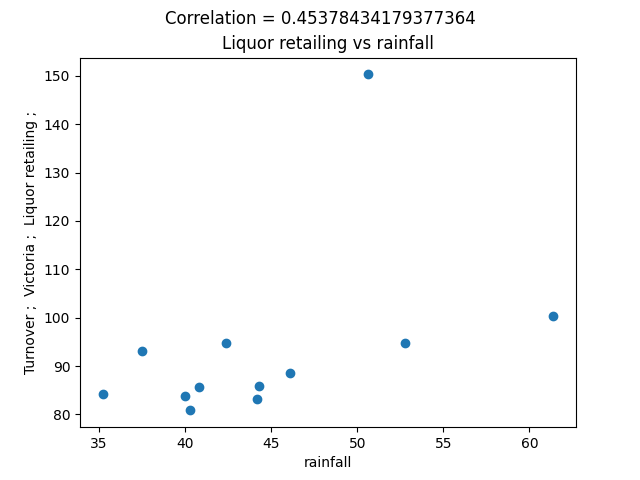 Correlation = 0.45378434179377364
Liquor retailing vs rainfall
Turnover ;  Victoria ;  Liquor retailing ;
150
140
130
120
110
100
90
80
35 40 45 50 55 60
rainfall